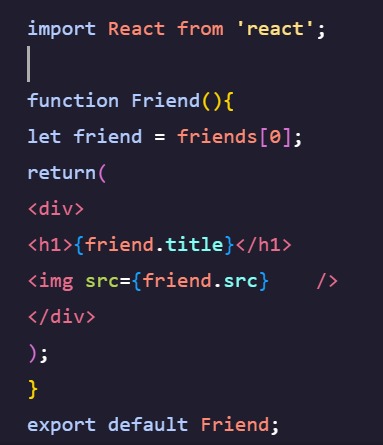 import React from 'react';
function Friend(){
let friend = friends[0];
return(
<div>
<h1>{friend.title}</h1>
<img src={friend.src}    />
</div>
);
}
export default Friend;